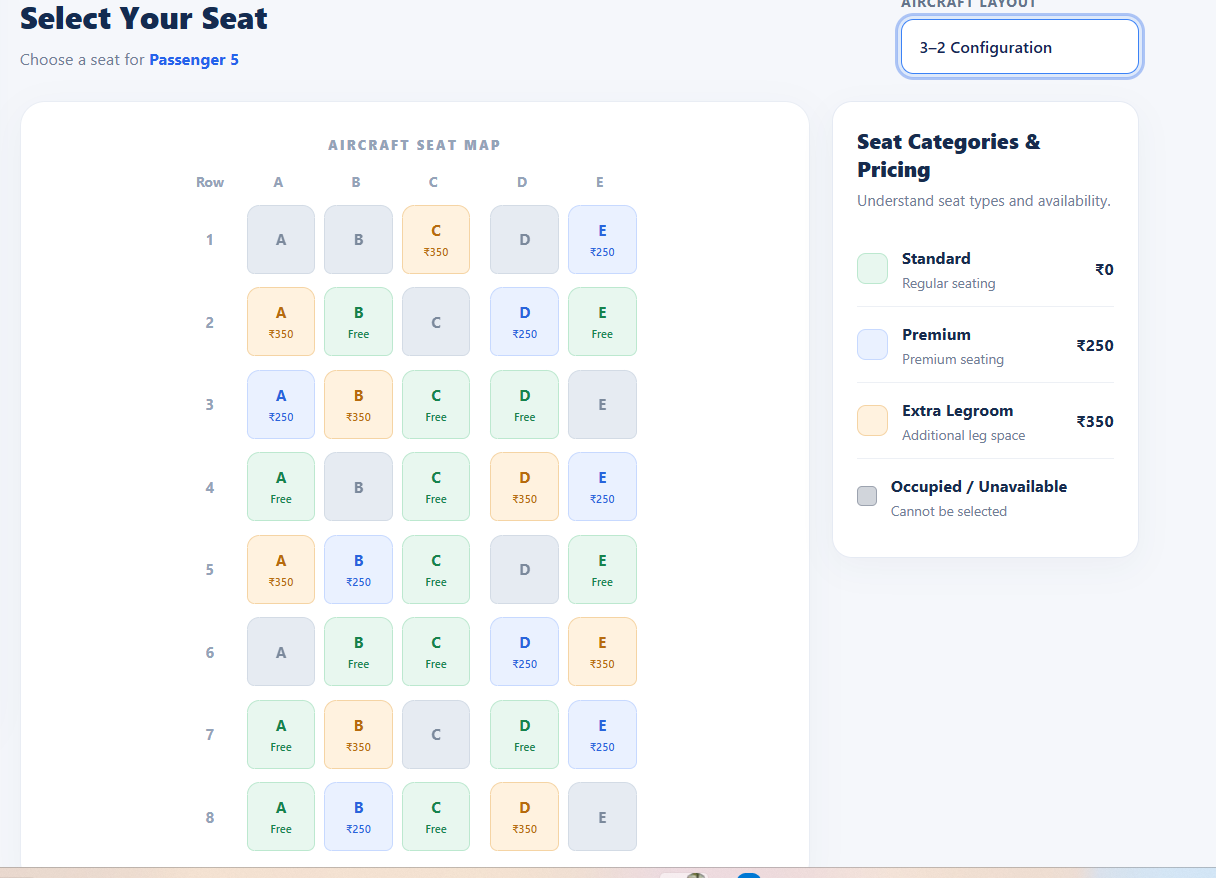 Select Your Seat
AIRCRAFT LAYOUT
Choose a seat for Passenger 5
3–2 Configuration
AIRCRAFT SEAT MAP
Row A B C D E
1 A B C ₹350 D E ₹250
2 A ₹350 B Free C D ₹250 E Free
3 A ₹250 B ₹350 C Free D Free E
4 A Free B C Free D ₹350 E ₹250
5 A ₹350 B ₹250 C Free D E Free
6 A B Free C Free D ₹250 E ₹350
7 A Free B ₹350 C D Free E ₹250
8 A Free B ₹250 C Free D ₹350 E
Seat Categories &
Pricing
Understand seat types and availability.
Standard
Regular seating
₹0
Premium
Premium seating
₹250
Extra Legroom
Additional leg space
₹350
Occupied / Unavailable
Cannot be selected